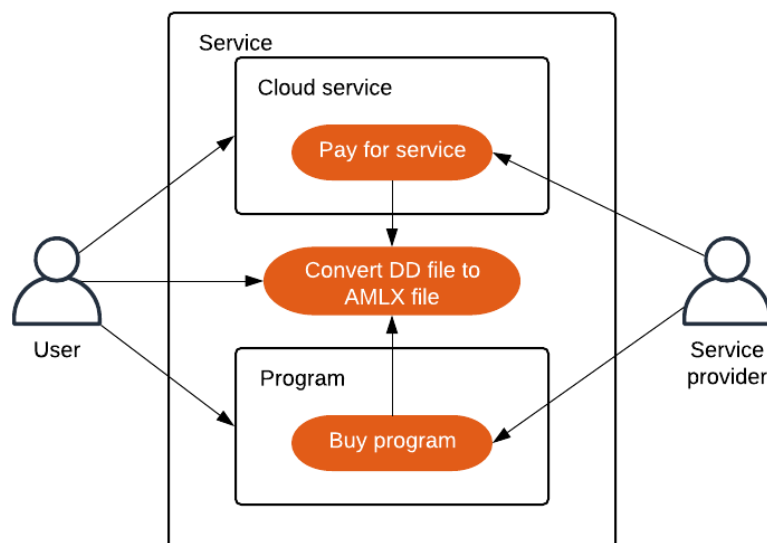 Service
Cloud service
Pay for service
Convert DD file to
AMLX file
User
Service
provider
Program
Buy program